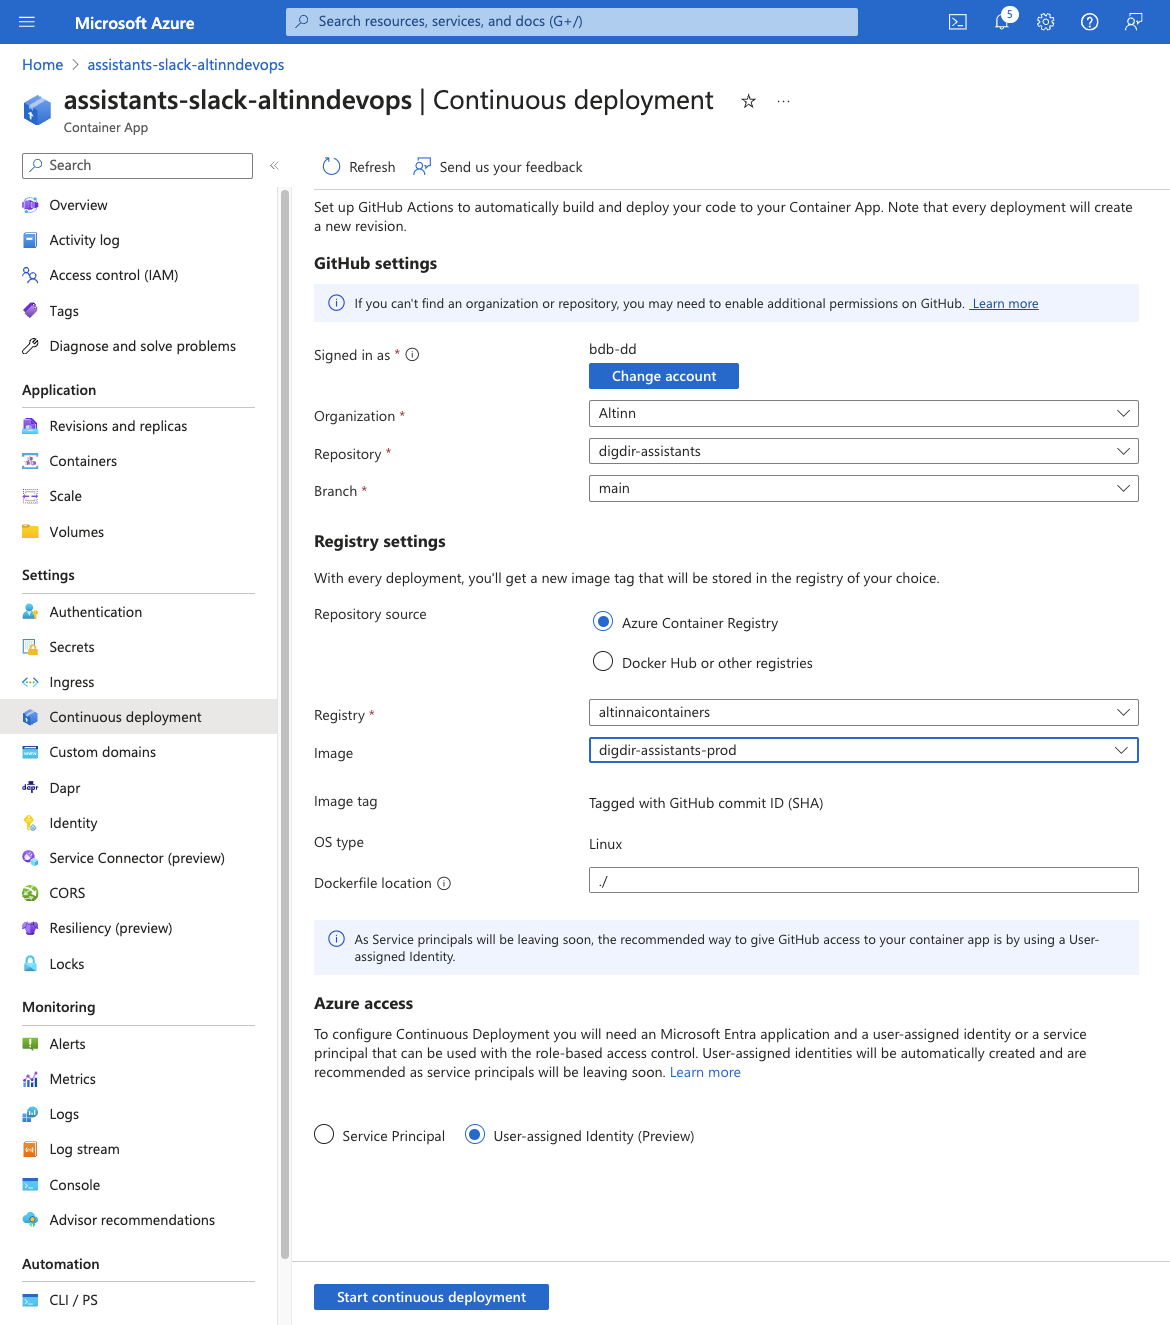 Microsoft Azure
Search resources, services, and docs (G+/)
5
Home > assistants-slack-altinndevops
assistants-slack-altinndevops | Continuous deployment ☆ ...
Container App
Search «
Overview
Activity log
Access control (IAM)
Tags
Diagnose and solve problems
Application
Revisions and replicas
Containers
Scale
Volumes
Settings
Authentication
Secrets
Ingress
Continuous deployment
Custom domains
dapr Dapr
Identity
Service Connector (preview)
CORS
Resiliency (preview)
Locks
Monitoring
Alerts
Metrics
Logs
Log stream
Console
Advisor recommendations
Automation
CLI / PS
Refresh Send us your feedback
Set up GitHub Actions to automatically build and deploy your code to your Container App. Note that every deployment will create
a new revision.
GitHub settings
If you can't find an organization or repository, you may need to enable additional permissions on GitHub. Learn more
Signed in as *
bdb-dd
Change account
Organization * Altinn
Repository * digdir-assistants
Branch * main
Registry settings
With every deployment, you'll get a new image tag that will be stored in the registry of your choice.
Repository source
Azure Container Registry
Docker Hub or other registries
Registry * altinnaicontainers
Image digdir-assistants-prod
Image tag Tagged with GitHub commit ID (SHA)
OS type Linux
Dockerfile location ./
As Service principals will be leaving soon, the recommended way to give GitHub access to your container app is by using a User-
assigned Identity.
Azure access
To configure Continuous Deployment you will need an Microsoft Entra application and a user-assigned identity or a service
principal that can be used with the role-based access control. User-assigned identities will be automatically created and are
recommended as service principals will be leaving soon. Learn more
Service Principal User-assigned Identity (Preview)
Start continuous deployment